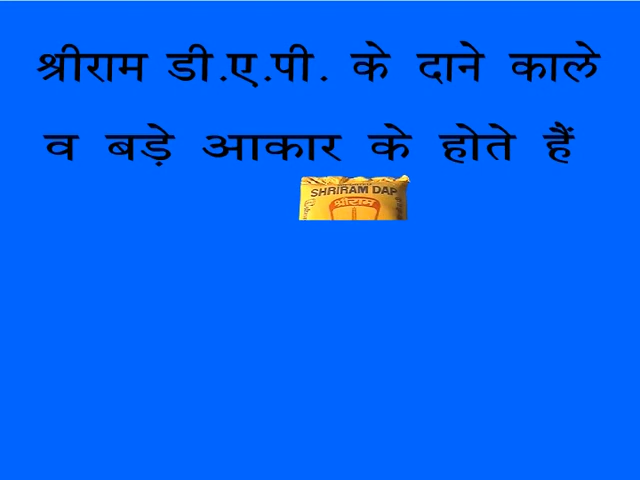 श्रीराम डी.ए.पी. के दाने काले
व बड़े आकार के होते हैं
SHRIRAM DAP
श्रीराम